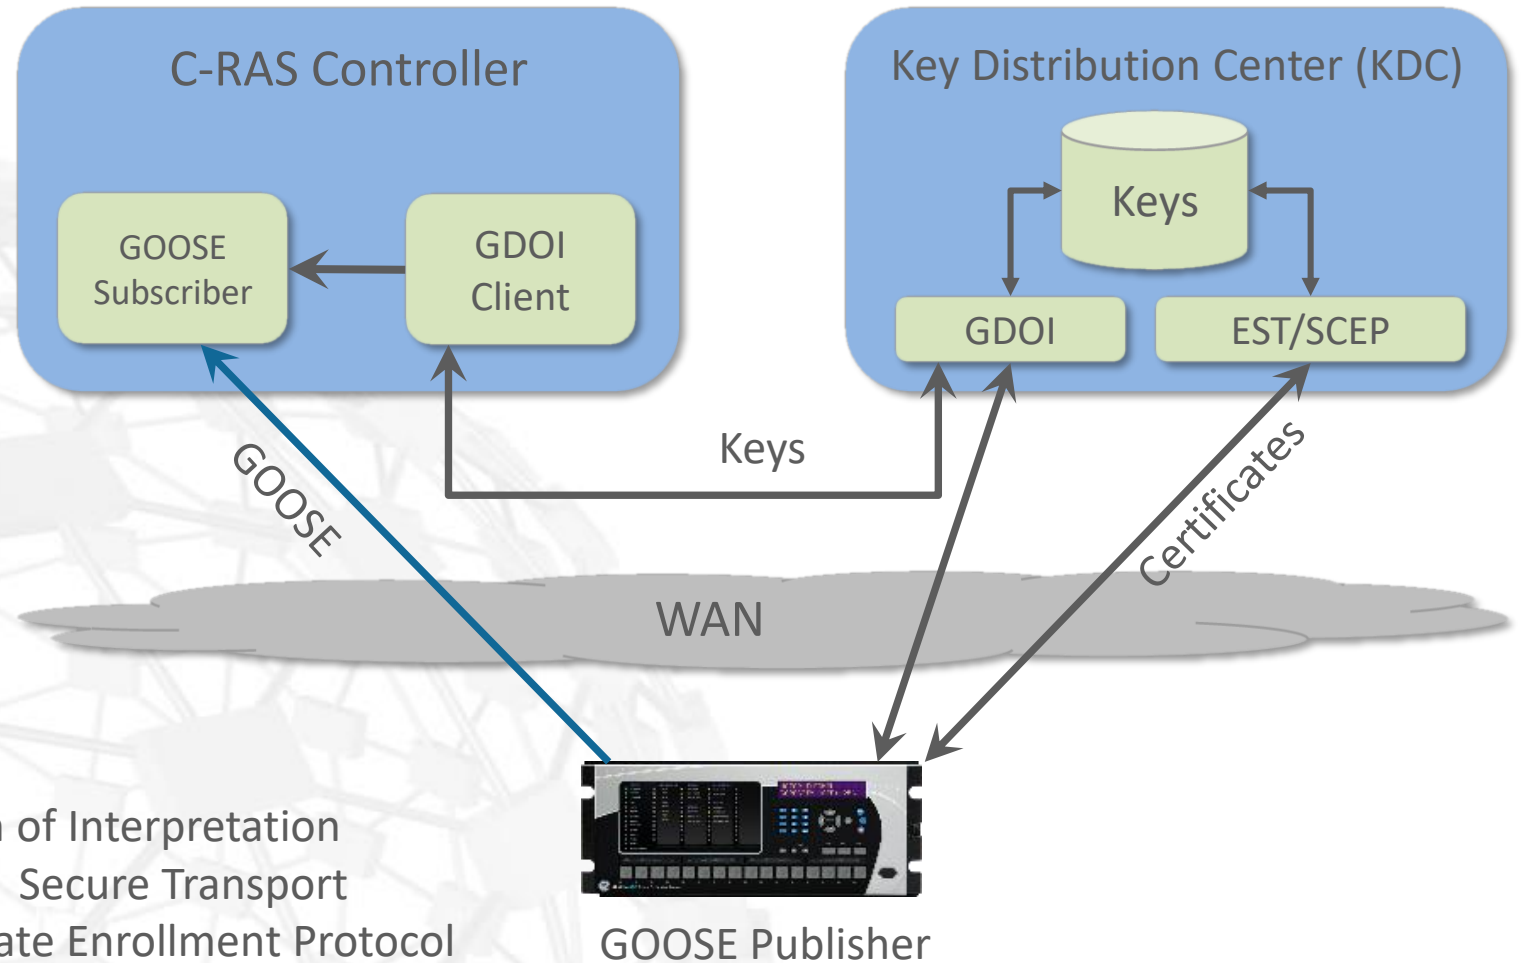 C-RAS Controller
Key Distribution Center (KDC)
Keys
GOOSE
Subscriber
GDOI
Client
GDOI
EST/SCEP
Keys
GOOSE
Certificates
WAN
of Interpretation
Secure Transport
ate Enrollment Protocol
GOOSE Publisher